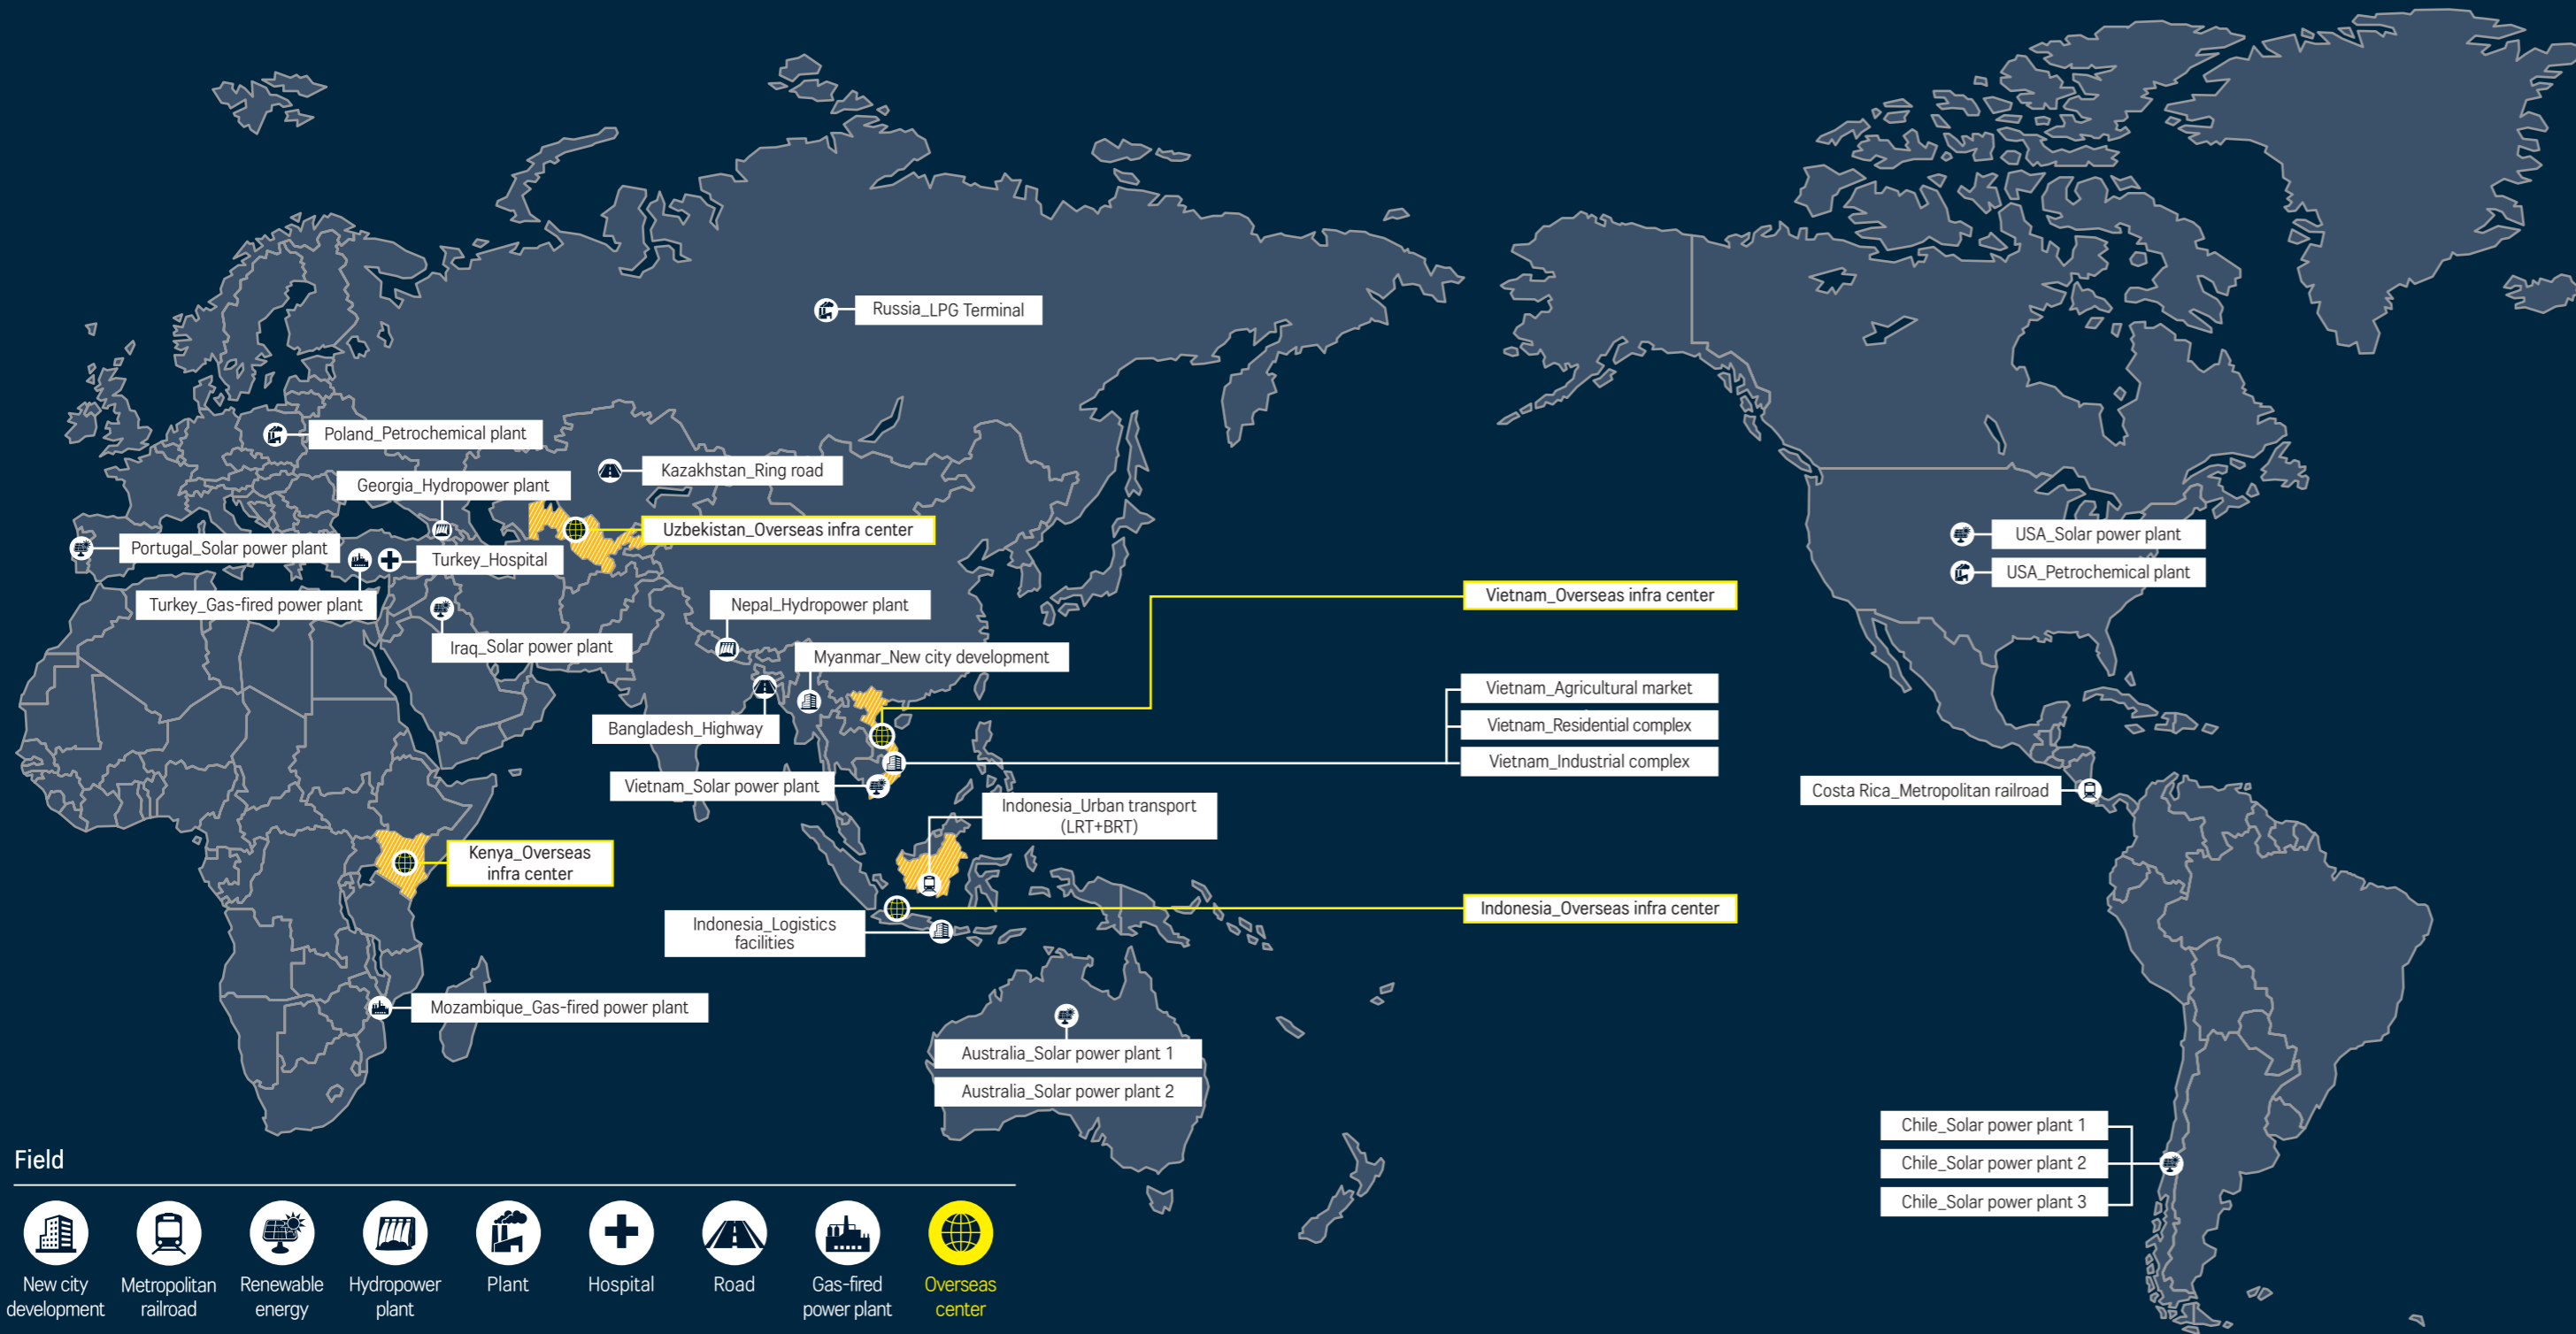 Russia_LPG Terminal
Poland_Petrochemical plant
Kazakhstan_Ring road
Georgia_Hydropower plant
Uzbekistan_Overseas infra center
Portugal_Solar power plant
Turkey_Hospital
Turkey_Gas-fired power plant
Iraq_Solar power plant
Nepal_Hydropower plant
Myanmar_New city development
Bangladesh_Highway
Vietnam_Solar power plant
Vietnam_Overseas infra center
Vietnam_Agricultural market
Vietnam_Residential complex
Vietnam_Industrial complex
Indonesia_Urban transport
(LRT+BRT)
Kenya_Overseas
infra center
Indonesia_Overseas infra center
Indonesia_Logistics
facilities
Mozambique_Gas-fired power plant
Australia_Solar power plant 1
Australia_Solar power plant 2
USA_Solar power plant
USA_Petrochemical plant
Costa Rica_Metropolitan railroad
Chile_Solar power plant 1
Chile_Solar power plant 2
Chile_Solar power plant 3
Field
New city
development
Metropolitan
railroad
Renewable
energy
Hydropower
plant
Plant
Hospital
Road
Gas-fired
power plant
Overseas
center